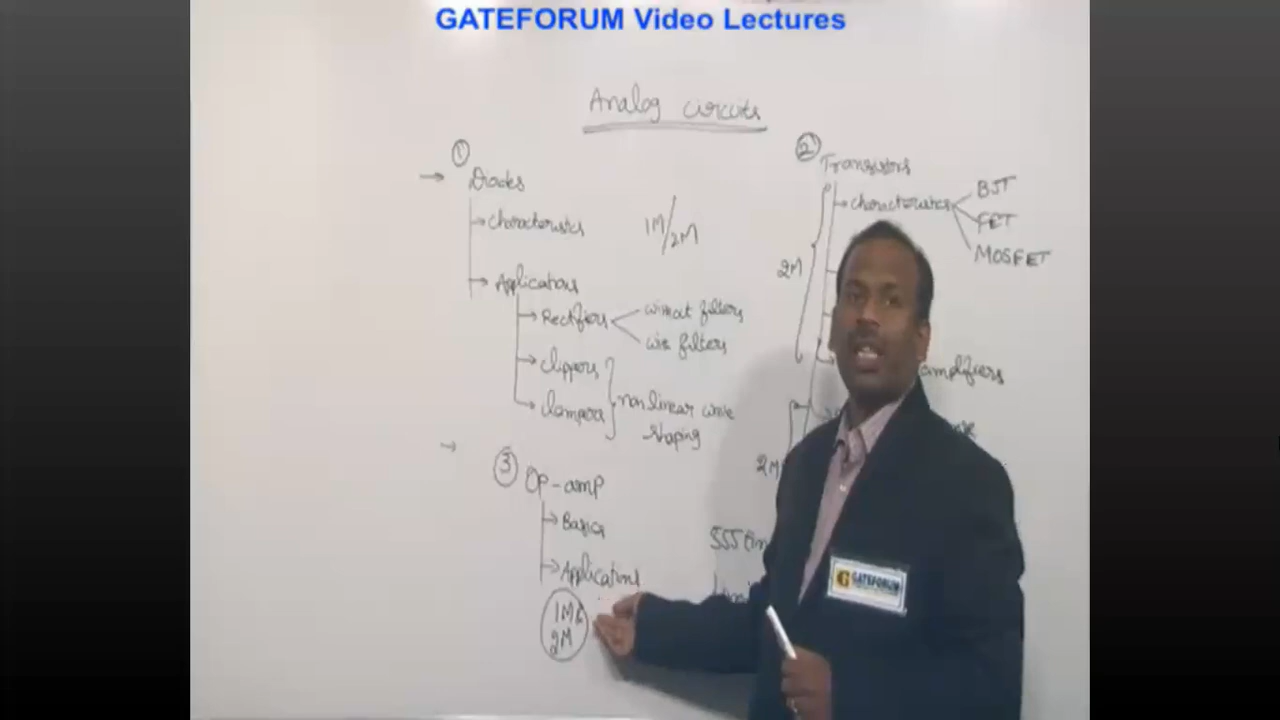 GATEFORUM Video Lectures
Analog circuits
①
Diodes
Characteristics
1M/2M
Applications
Rectifiers
without filters
with filters
clippers
clampers
non linear wave
shaping
②
Transistors
characteristics
BJT
FET
MOSFET
2M
amplifiers
2M
③
Op-amp
Basics
Applications
1M &
2M
555
G GATEFORUM